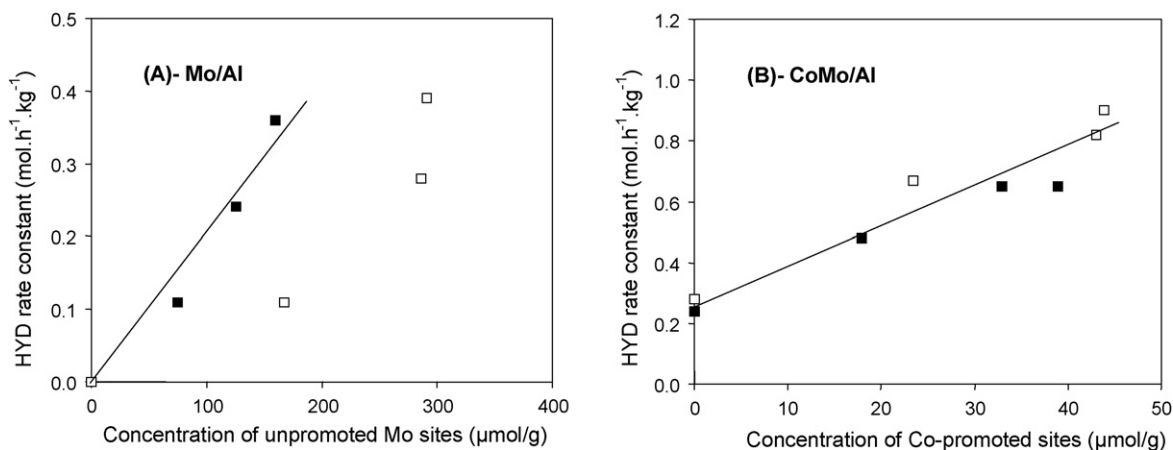 (A)- Mo/Al
HYD rate constant (mol.h⁻¹.kg⁻¹)
0.5
0.4
0.3
0.2
0.1
0.0
0 100 200 300 400
Concentration of unpromoted Mo sites (µmol/g)
(B)- CoMo/Al
HYD rate constant (mol.h⁻¹.kg⁻¹)
1.2
1.0
0.8
0.6
0.4
0.2
0.0
0 10 20 30 40 50
Concentration of Co-promoted sites (µmol/g)